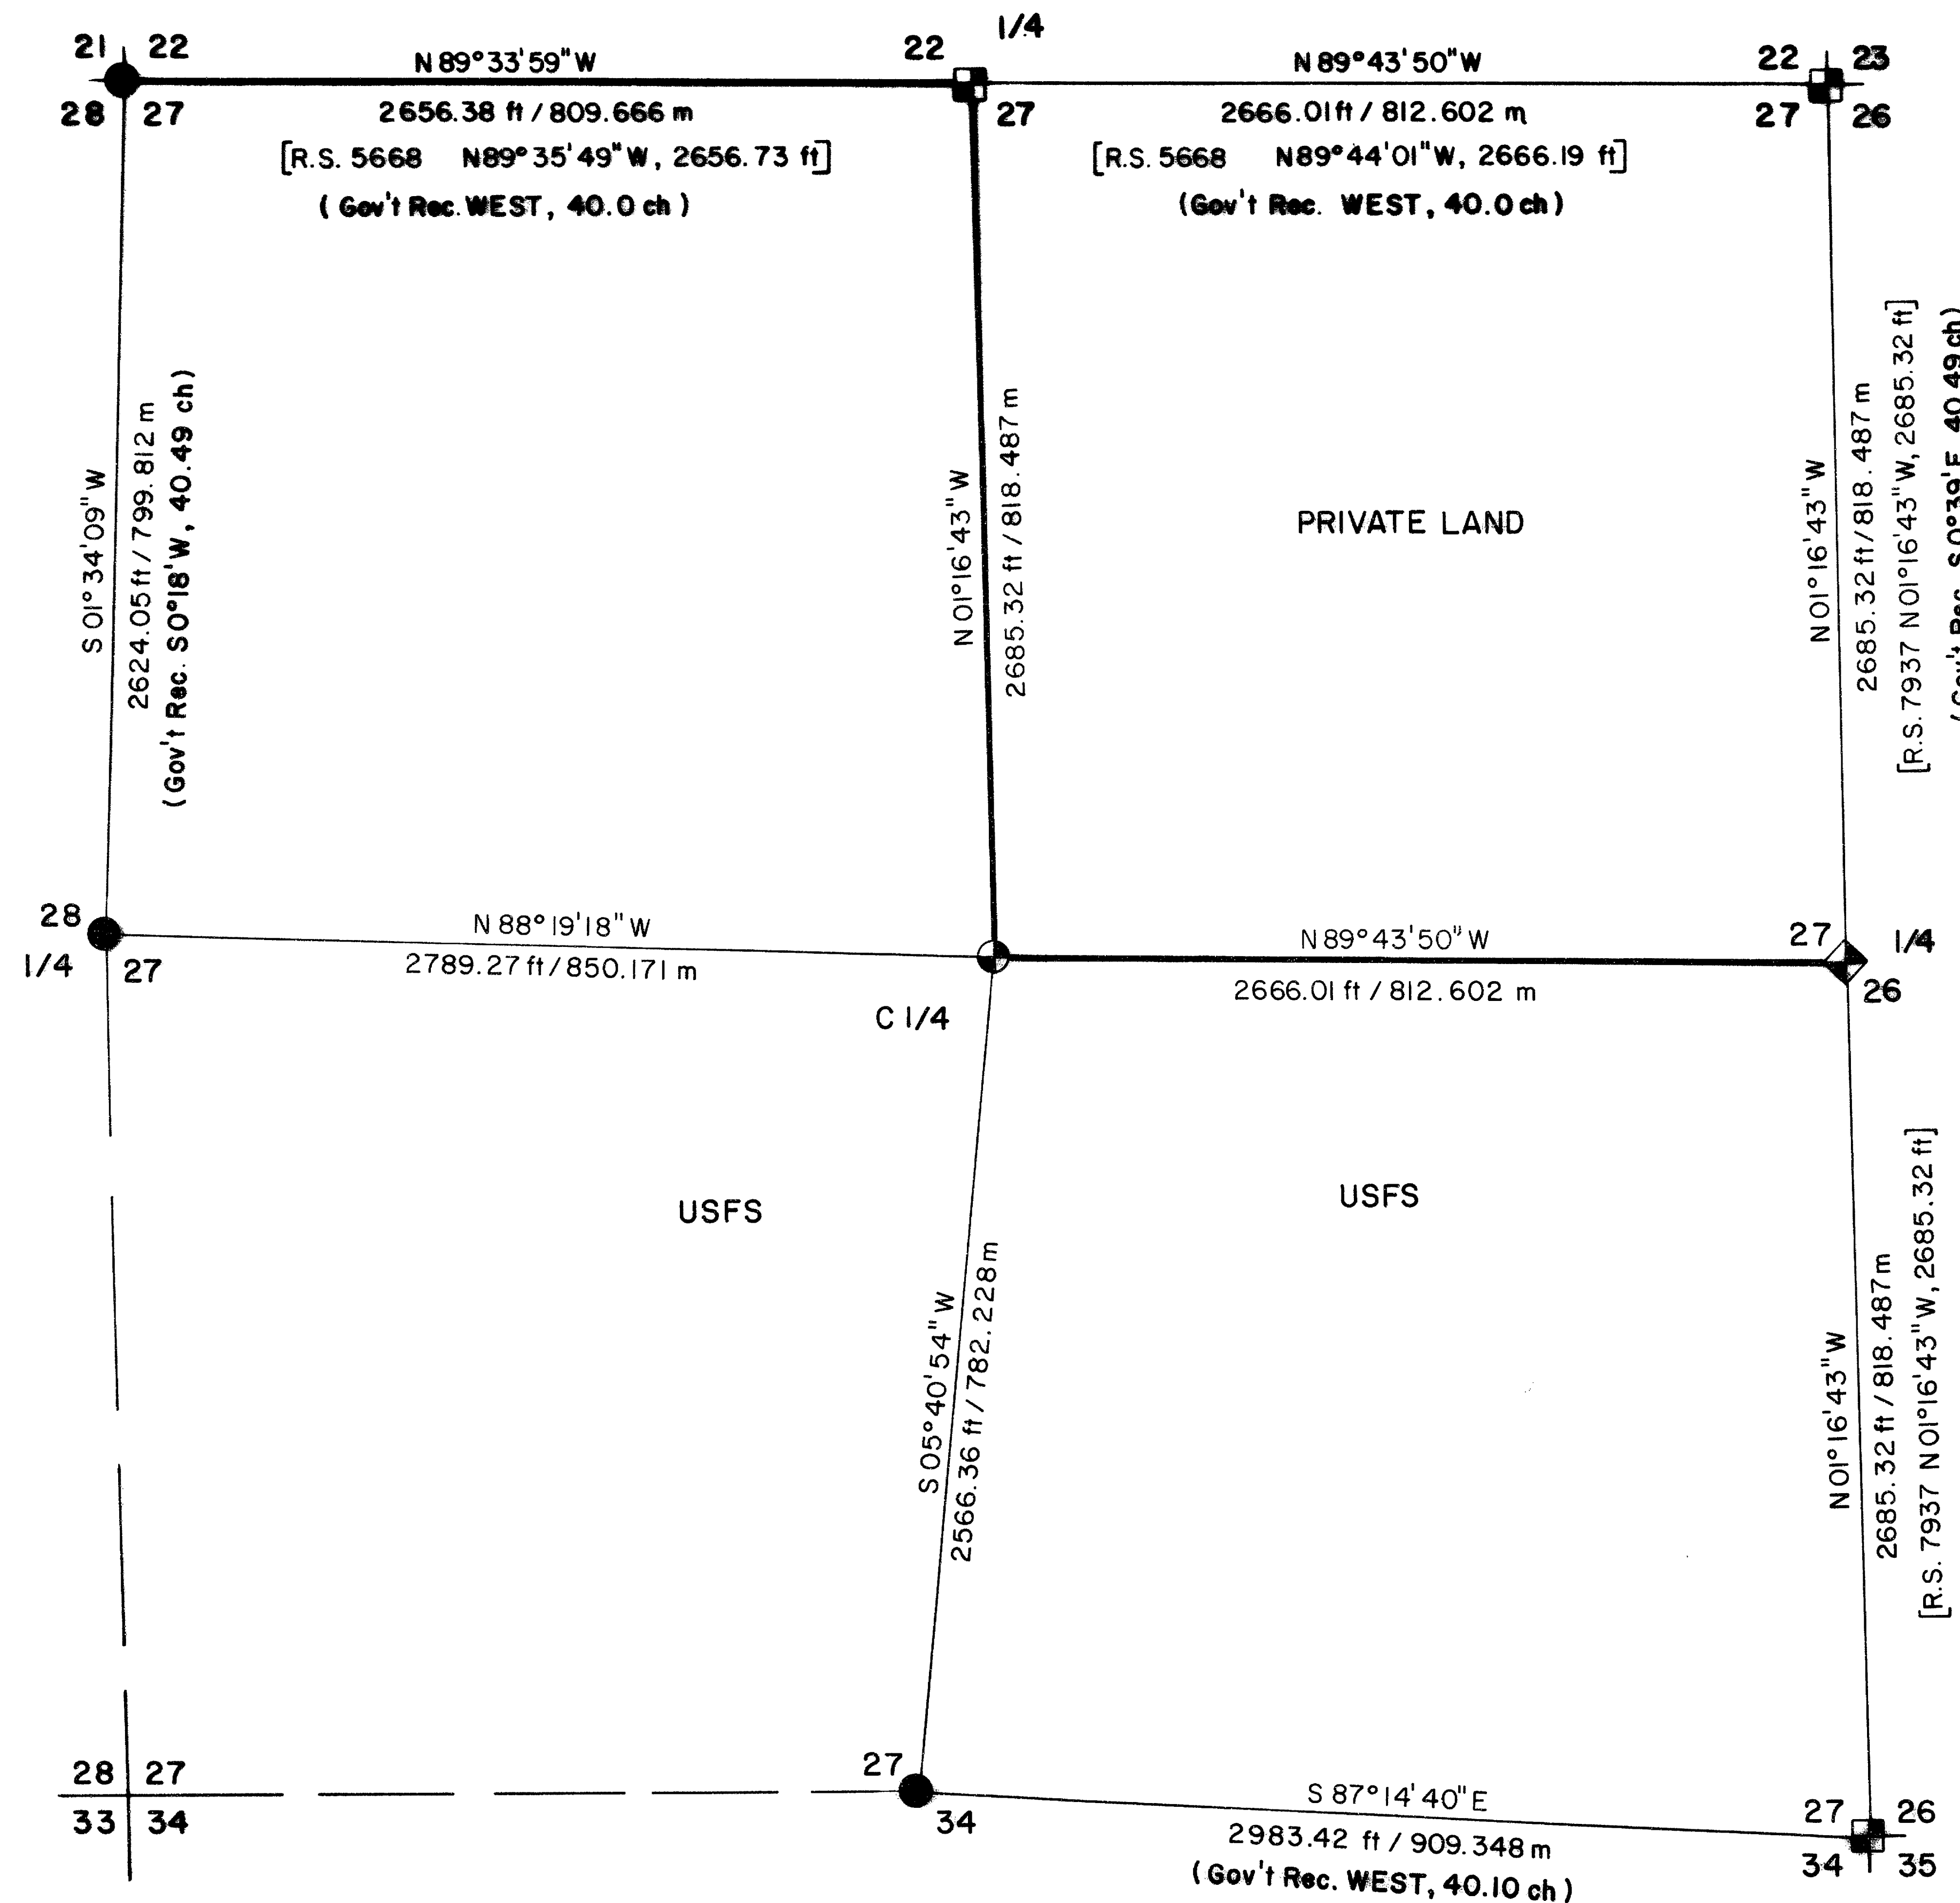 1/4
21 22
22
22 23
N 89°33'59" W
N 89°43'50" W
28 27
27
27 26
2656.38 ft / 809.666 m
2666.01 ft / 812.602 m
[R.S. 5668 N89°35'49" W, 2656.73 ft]
[R.S. 5668 N89°44'01" W, 2666.19 ft]
( Gov't Rec. WEST, 40.0 ch )
(Gov't Rec. WEST, 40.0 ch)
S 01° 34'09" W
2624.05 ft / 799.812 m
(Gov't Rec. S0°18'W, 40.49 ch)
N 01°16'43" W
2685.32 ft / 818.487 m
PRIVATE LAND
N 01°16'43" W
2685.32 ft / 818.487 m
[R.S. 7937 N01°16'43" W, 2685.32 ft]
(Gov't Rec. S0°39'E 40.49 ch)
28
1/4 27
N 88°19'18" W
2789.27 ft / 850.171 m
C 1/4
N 89°43'50" W
2666.01 ft / 812.602 m
27 1/4
26
USFS
USFS
S 05°40'54" W
2566.36 ft / 782.228 m
N 01°16'43" W
2685.32 ft / 818.487 m
[R.S. 7937 N 01°16'43" W, 2685.32 ft]
28 27
33 34
27
34
S 87°14'40" E
2983.42 ft / 909.348 m
(Gov't Rec. WEST, 40.10 ch)
27 26
34 35